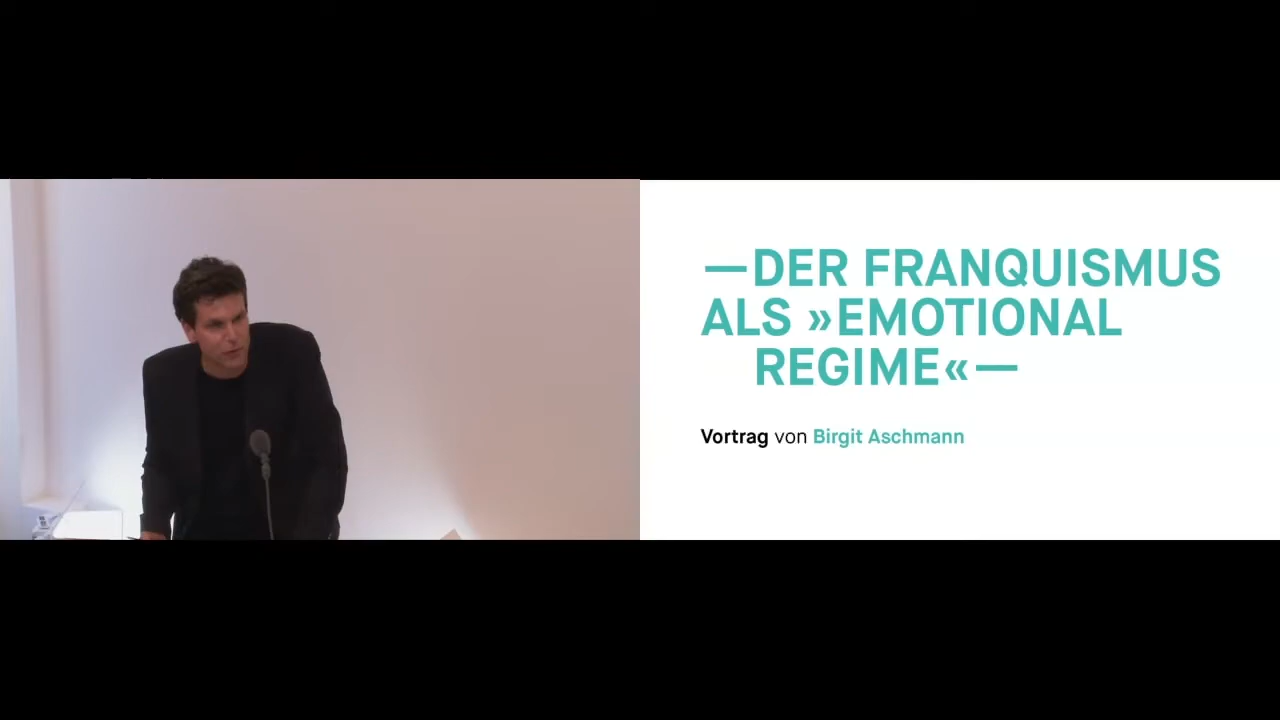 —DER FRANQUISMUS
ALS »EMOTIONAL
REGIME«—
Vortrag von Birgit Aschmann